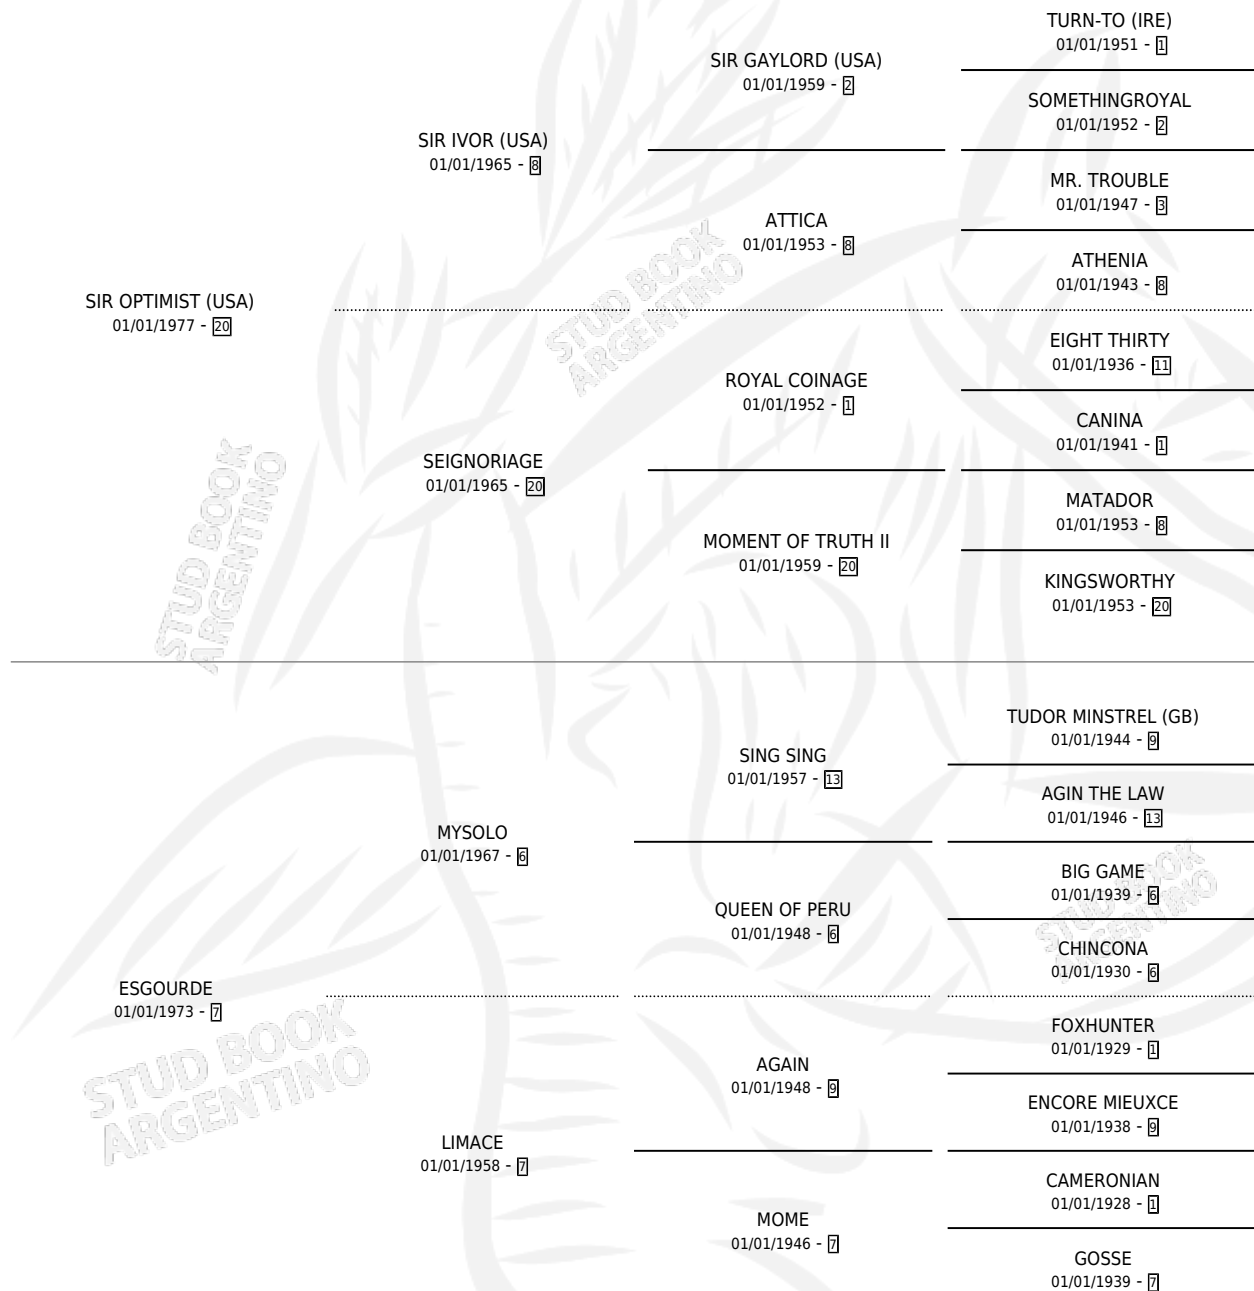 TURN-TO (IRE)
01/01/1951 - 1
SIR GAYLORD (USA)
01/01/1959 - 2
SOMETHINGROYAL
01/01/1952 - 2
SIR IVOR (USA)
01/01/1965 - 8
MR. TROUBLE
01/01/1947 - 3
ATTICA
01/01/1953 - 8
ATHENIA
01/01/1943 - 8
SIR OPTIMIST (USA)
01/01/1977 - 20
EIGHT THIRTY
01/01/1936 - 11
ROYAL COINAGE
01/01/1952 - 1
CANINA
01/01/1941 - 1
SEIGNORIAGE
01/01/1965 - 20
MATADOR
01/01/1953 - 8
MOMENT OF TRUTH II
01/01/1959 - 20
KINGSWORTHY
01/01/1953 - 20
TUDOR MINSTREL (GB)
01/01/1944 - 9
SING SING
01/01/1957 - 13
AGIN THE LAW
01/01/1946 - 13
MYSOLO
01/01/1967 - 6
BIG GAME
01/01/1939 - 6
QUEEN OF PERU
01/01/1948 - 6
CHINCONA
01/01/1930 - 6
ESGOURDE
01/01/1973 - 7
FOXHUNTER
01/01/1929 - 1
AGAIN
01/01/1948 - 9
ENCORE MIEUXCE
01/01/1938 - 9
LIMACE
01/01/1958 - 7
CAMERONIAN
01/01/1928 - 1
MOME
01/01/1946 - 7
GOSSE
01/01/1939 - 7
STUD BOOK
ARGENTINO
STUD BOOK
ARGENTINO
STUD BOOK
ARGENTINO
STUD BOOK
ARGENTINO